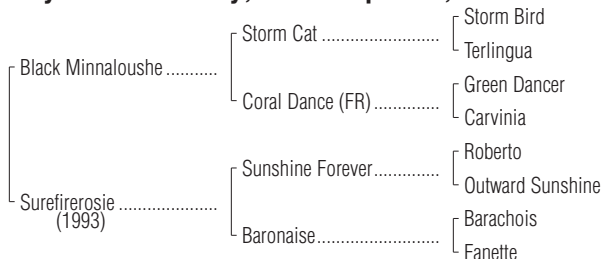 Storm Bird
Storm Cat
Terlingua
Black Minnaloushe
Green Dancer
Coral Dance (FR)
Carvinia
Roberto
Sunshine Forever
Outward Sunshine
Surefirerosie
(1993)
Barachois
Baronaise
Fanette